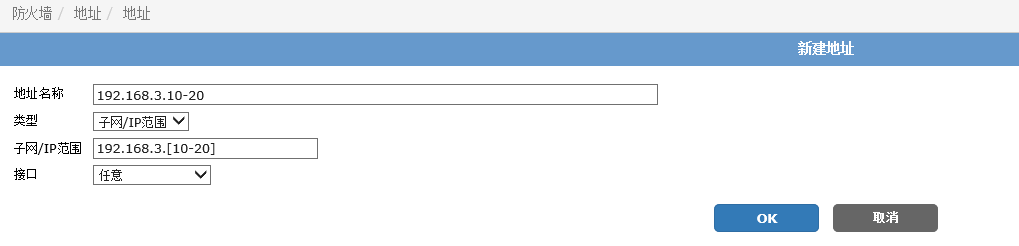 防火墙 / 地址 / 地址
新建地址
地址名称 192.168.3.10-20
类型 子网/IP范围
子网/IP范围 192.168.3.[10-20]
接口 任意
OK 取消